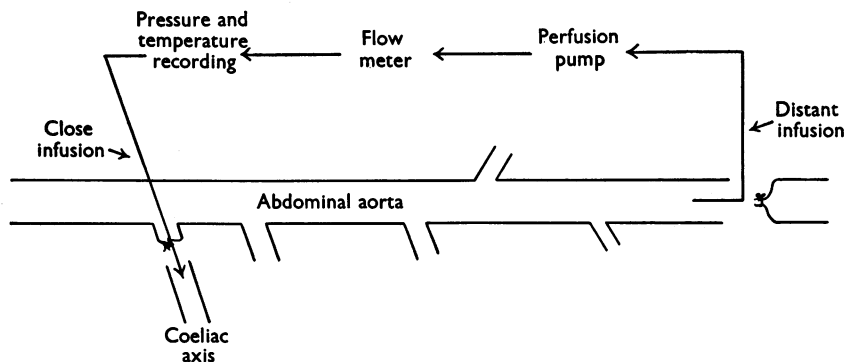 Pressure and
temperature
recording
Flow
meter
Perfusion
pump
Distant
infusion
Close
infusion
Abdominal aorta
Coeliac
axis